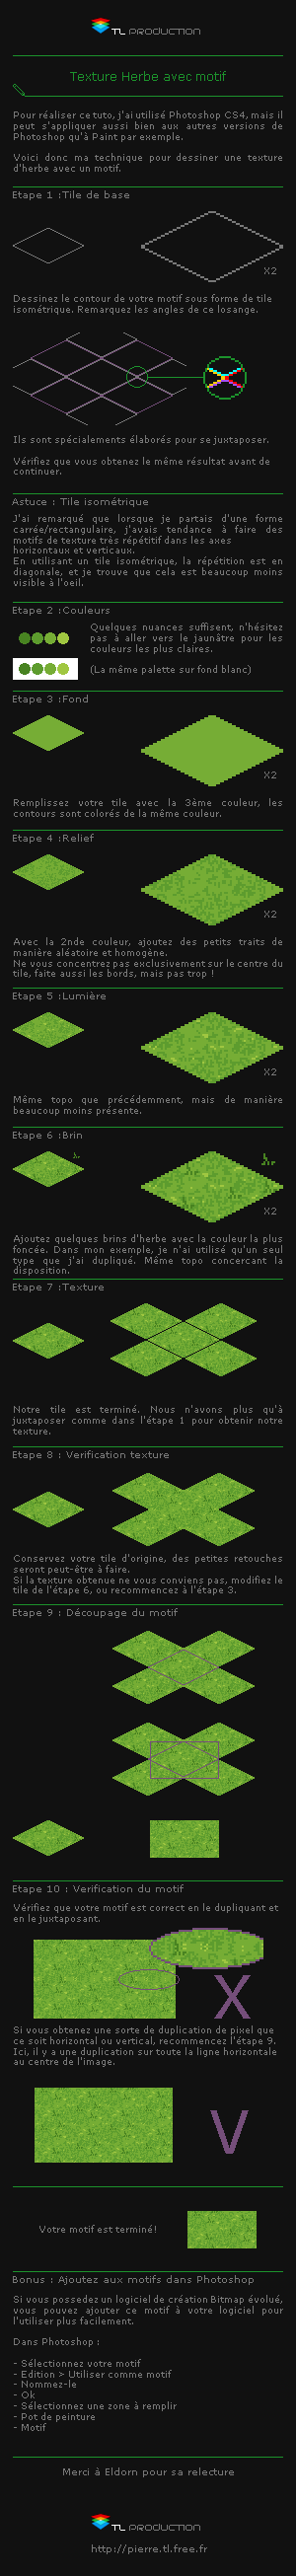 TL PRODUCTION
Texture Herbe avec motif
Pour réaliser ce tuto, j'ai utilisé Photoshop CS4, mais il
peut s'appliquer aussi bien aux autres versions de
Photoshop qu'à Paint par exemple.
Voici donc ma technique pour dessiner une texture
d'herbe avec un motif.
Etape 1 :Tile de base
X2
Dessinez le contour de votre motif sous forme de tile
isométrique. Remarquez les angles de ce losange.
Ils sont spécialements élaborés pour se juxtaposer.
Vérifiez que vous obtenez le même résultat avant de
continuer.
Astuce : Tile isométrique
J'ai remarqué que lorsque je partais d'une forme
carrée/rectangulaire, j'avais tendance à faire des
motifs de texture très répétitif dans les axes
horizontaux et verticaux.
En utilisant un tile isométrique, la répétition est en
diagonale, et je trouve que cela est beaucoup moins
visible à l'oeil.
Etape 2 :Couleurs
Quelques nuances suffisent, n'hésitez
pas à aller vers le jaunâtre pour les
couleurs les plus claires.
(La même palette sur fond blanc)
Etape 3 :Fond
X2
Remplissez votre tile avec la 3ème couleur, les
contours sont colorés de la même couleur.
Etape 4 :Relief
X2
Avec la 2nde couleur, ajoutez des petits traits de
manière aléatoire et homogène.
Ne vous concentrez pas exclusivement sur le centre du
tile, faite aussi les bords, mais pas trop !
Etape 5 :Lumière
X2
Même topo que précédemment, mais de manière
beaucoup moins présente.
Etape 6 :Brin
X2
Ajoutez quelques brins d'herbe avec la couleur la plus
foncée. Dans mon exemple, je n'ai utilisé qu'un seul
type que j'ai dupliqué. Même topo concercant la
disposition.
Etape 7 :Texture
Notre tile est terminé. Nous n'avons plus qu'à
juxtaposer comme dans l'étape 1 pour obtenir notre
texture.
Etape 8 : Verification texture
Conservez votre tile d'origine, des petites retouches
seront peut-être à faire.
Si la texture obtenue ne vous conviens pas, modifiez le
tile de l'étape 6, ou recommencez à l'étape 3.
Etape 9 : Découpage du motif
Etape 10 : Verification du motif
Vérifiez que votre motif est correct en le dupliquant et
en le juxtaposant.
X
Si vous obtenez une sorte de duplication de pixel que
ce soit horizontal ou vertical, recommencez l'étape 9.
Ici, il y a une duplication sur toute la ligne horizontale
au centre de l'image.
V
Votre motif est terminé!
Bonus : Ajoutez aux motifs dans Photoshop
Si vous possedez un logiciel de création Bitmap évolué,
vous pouvez ajouter ce motif à votre logiciel pour
l'utiliser plus facilement.
Dans Photoshop :
- Sélectionnez votre motif
- Edition > Utiliser comme motif
- Nommez-le
- Ok
- Sélectionnez une zone à remplir
- Pot de peinture
- Motif
Merci à Eldorn pour sa relecture
TL PRODUCTION
http://pierre.tl.free.fr